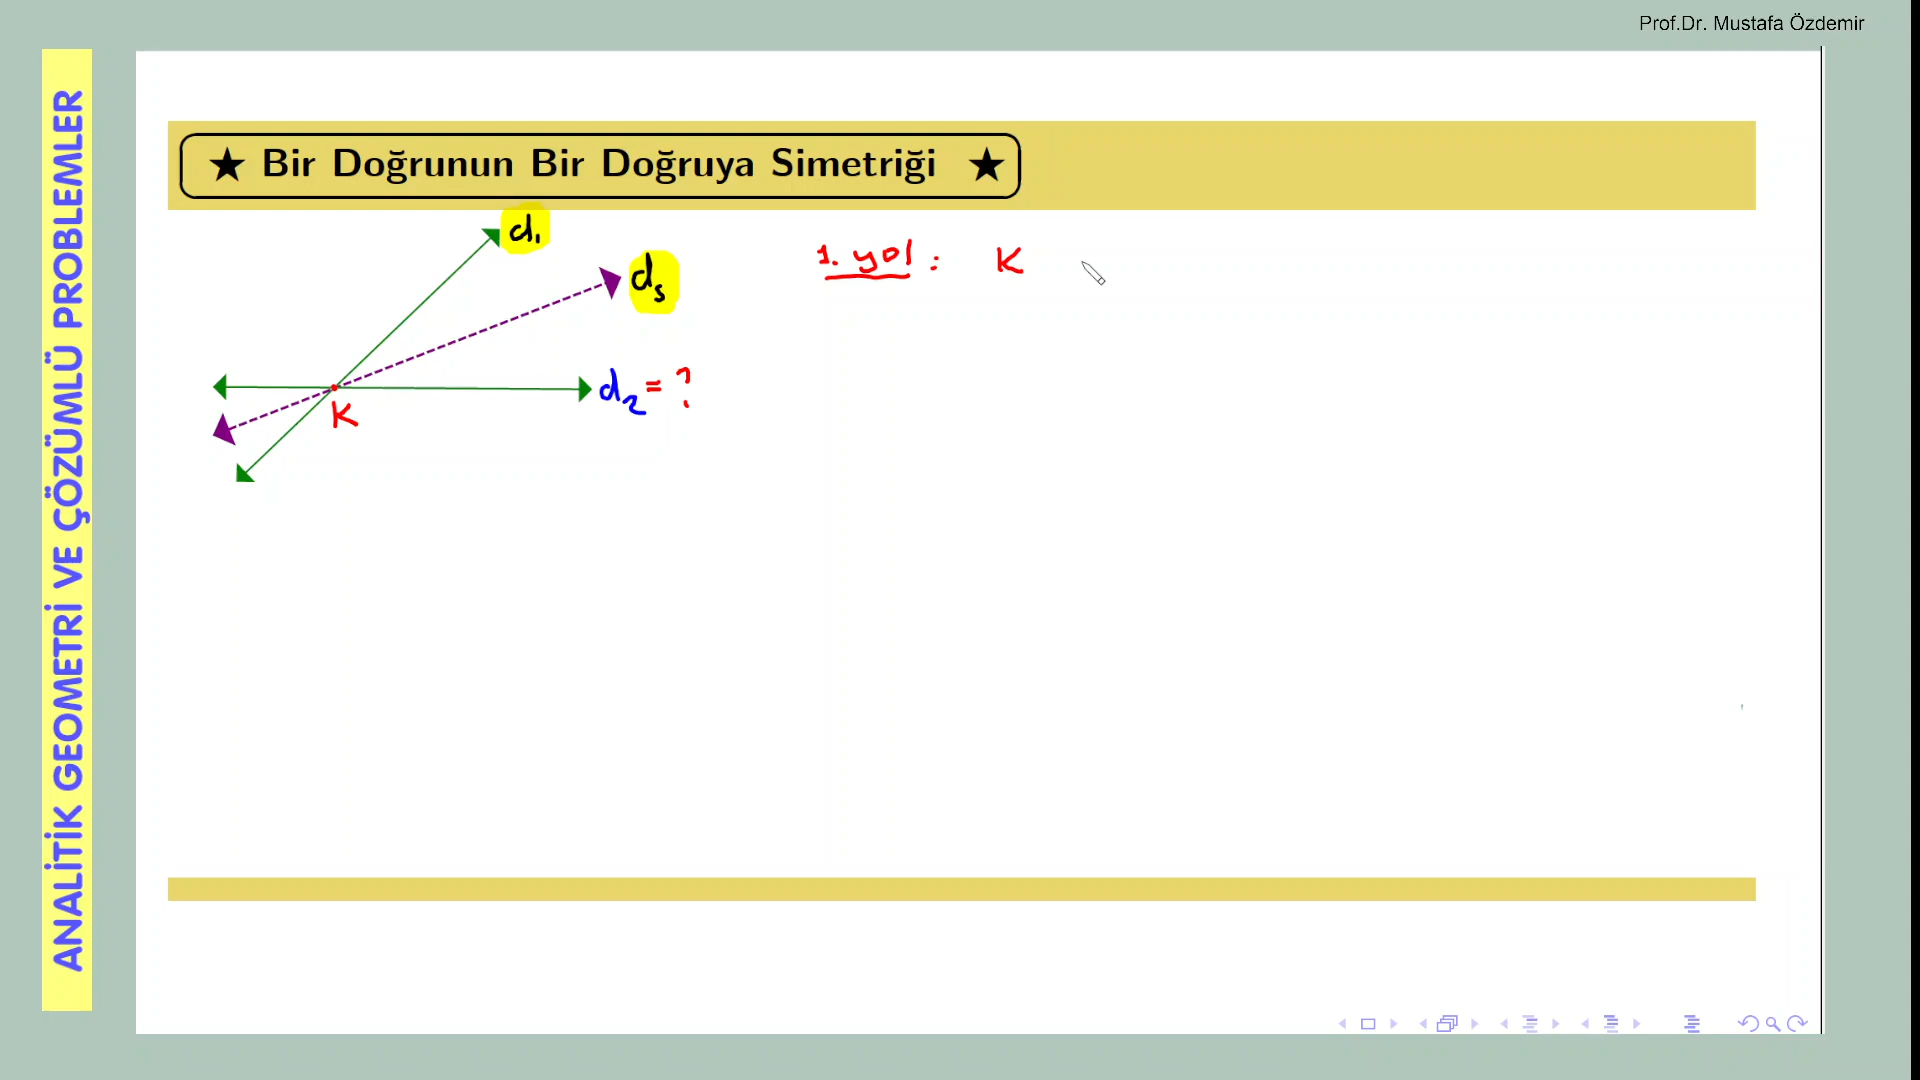 Prof.Dr. Mustafa Özdemir
ANALİTİK GEOMETRİ VE ÇÖZÜMLÜ PROBLEMLER
★ Bir Doğrunun Bir Doğruya Simetriği ★
d₁
dₛ
d₂ = ?
K
1. yol : K